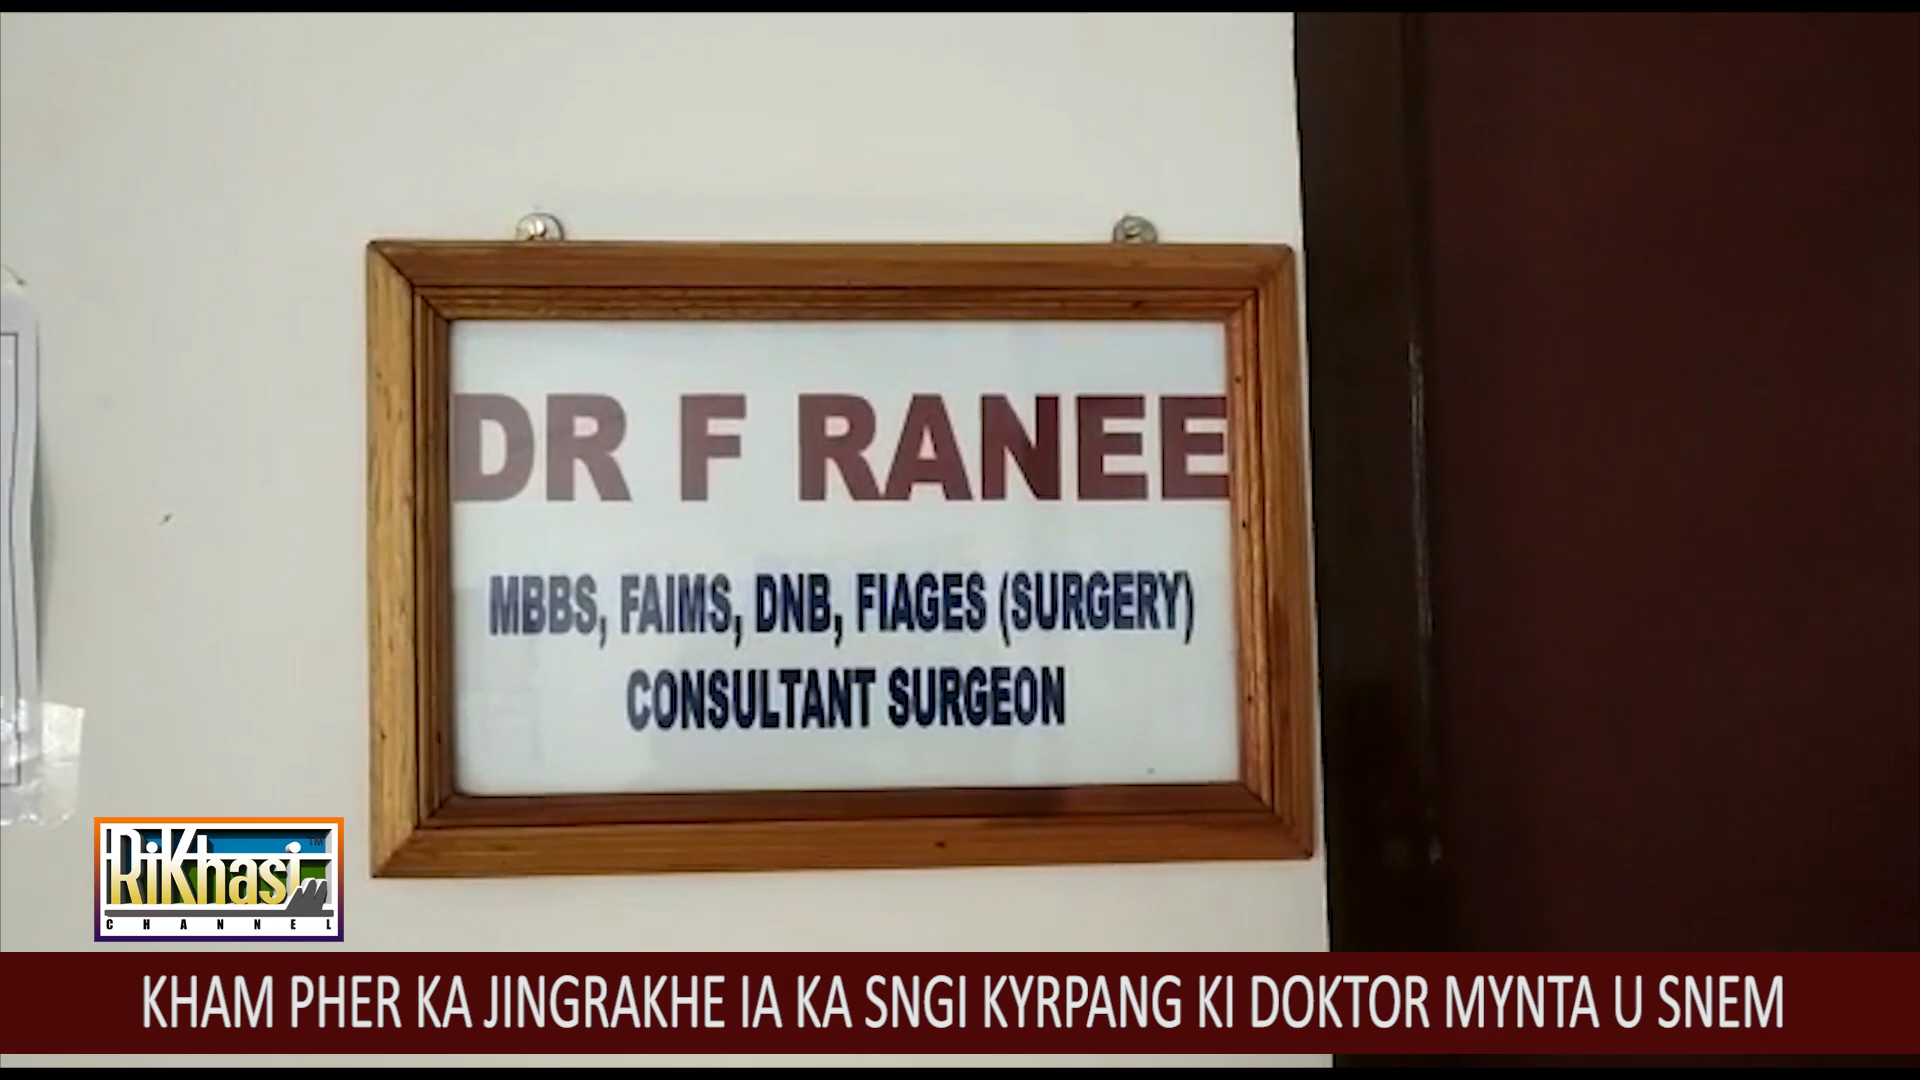 DR F RANEE
MBBS, FAIMS, DNB, FIAGES (SURGERY)
CONSULTANT SURGEON
RiKhasi TM
CHANNEL
KHAM PHER KA JINGRAKHE IA KA SNGI KYRPANG KI DOKTOR MYNTA U SNEM